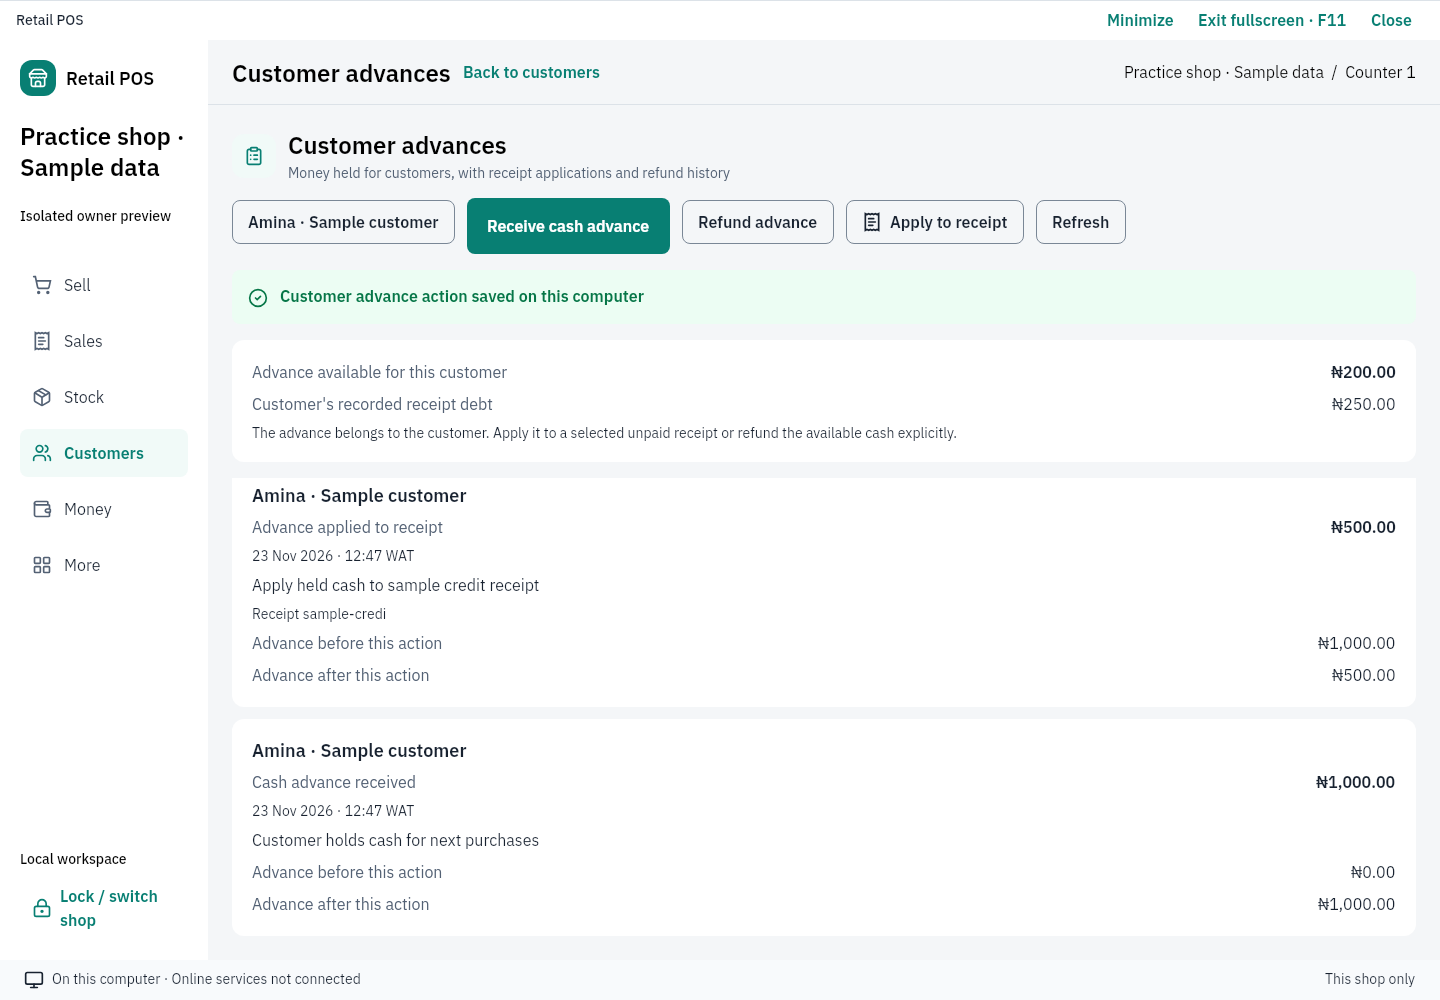 Retail POS
Minimize
Exit fullscreen · F11
Close
Retail POS
Practice shop ·
Sample data
Isolated owner preview
Sell
Sales
Stock
Customers
Money
More
Local workspace
Lock / switch
shop
Customer advances
Back to customers
Practice shop · Sample data / Counter 1
Customer advances
Money held for customers, with receipt applications and refund history
Amina · Sample customer
Receive cash advance
Refund advance
Apply to receipt
Refresh
Customer advance action saved on this computer
Advance available for this customer ₦200.00
Customer's recorded receipt debt ₦250.00
The advance belongs to the customer. Apply it to a selected unpaid receipt or refund the available cash explicitly.
Amina · Sample customer
Advance applied to receipt ₦500.00
23 Nov 2026 · 12:47 WAT
Apply held cash to sample credit receipt
Receipt sample-credi
Advance before this action ₦1,000.00
Advance after this action ₦500.00
Amina · Sample customer
Cash advance received ₦1,000.00
23 Nov 2026 · 12:47 WAT
Customer holds cash for next purchases
Advance before this action ₦0.00
Advance after this action ₦1,000.00
On this computer · Online services not connected
This shop only